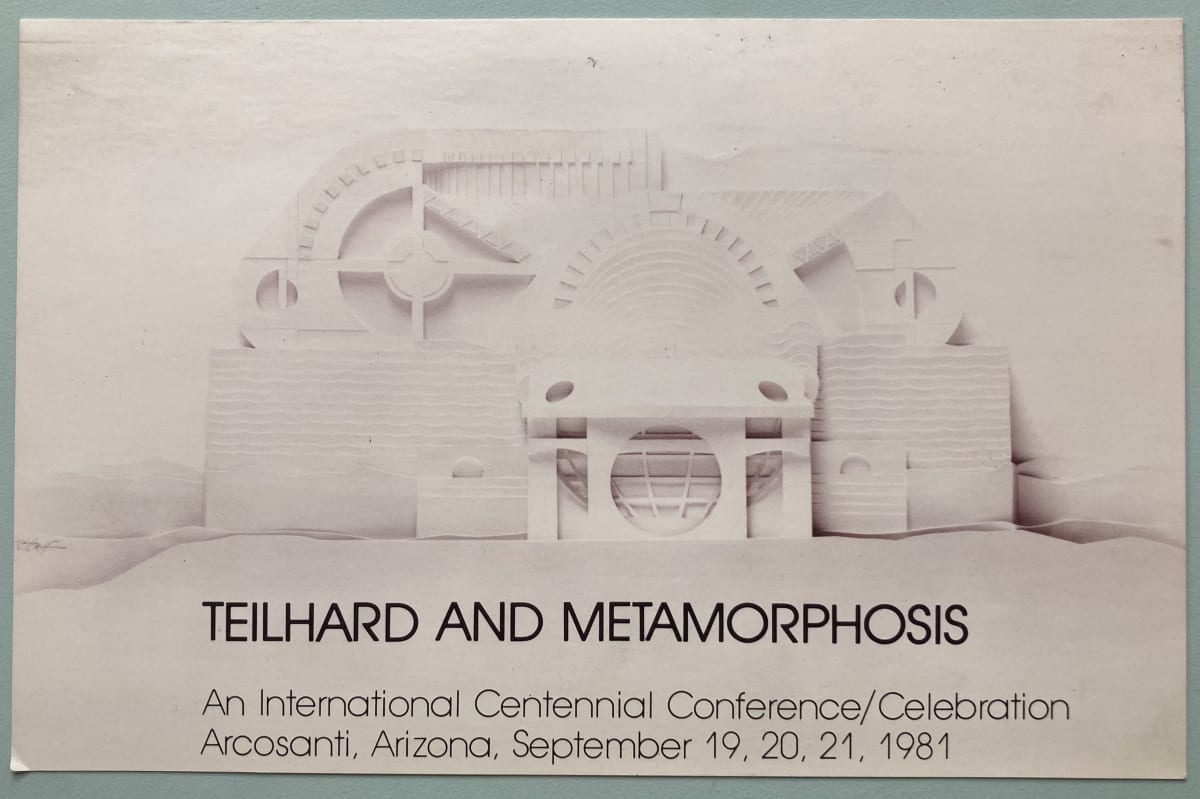 TEILHARD AND METAMORPHOSIS
An International Centennial Conference/Celebration
Arcosanti, Arizona, September 19, 20, 21, 1981